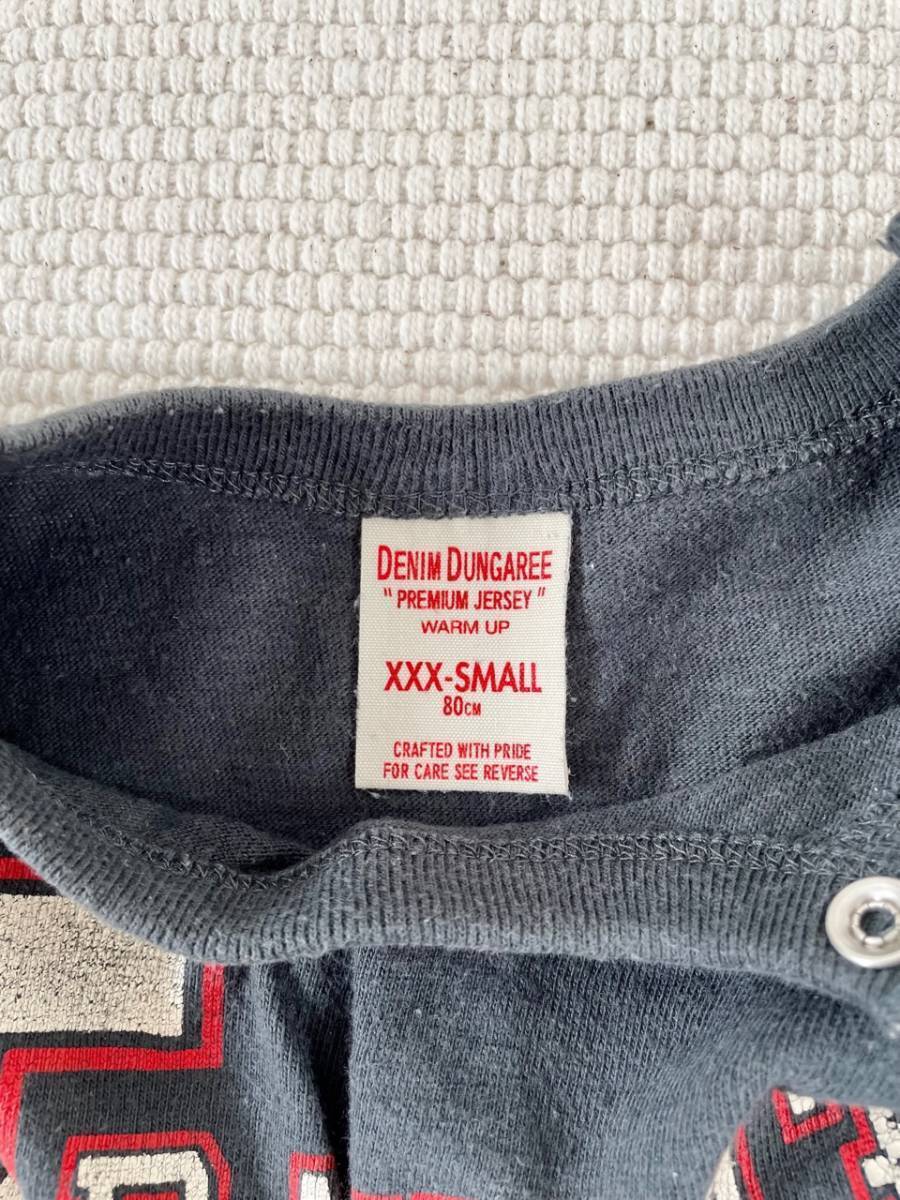 DENIM DUNGAREE
" PREMIUM JERSEY "
WARM UP
XXX-SMALL
80CM
CRAFTED WITH PRIDE
FOR CARE SEE REVERSE